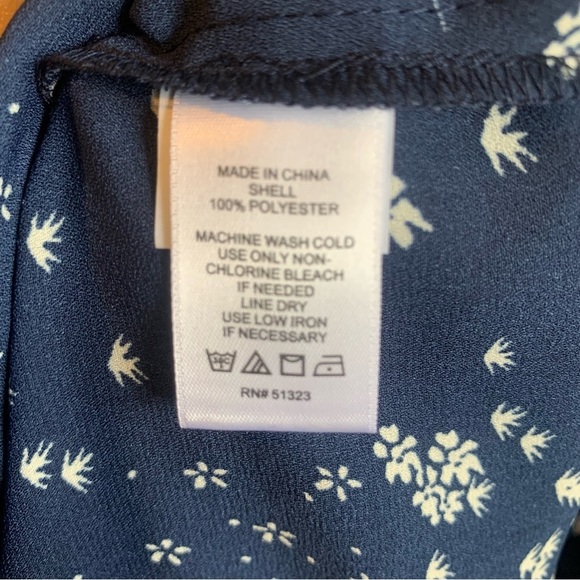 MADE IN CHINA
SHELL
100% POLYESTER
MACHINE WASH COLD
USE ONLY NON-
CHLORINE BLEACH
IF NEEDED
LINE DRY
USE LOW IRON
IF NECESSARY
30C
RN# 51323